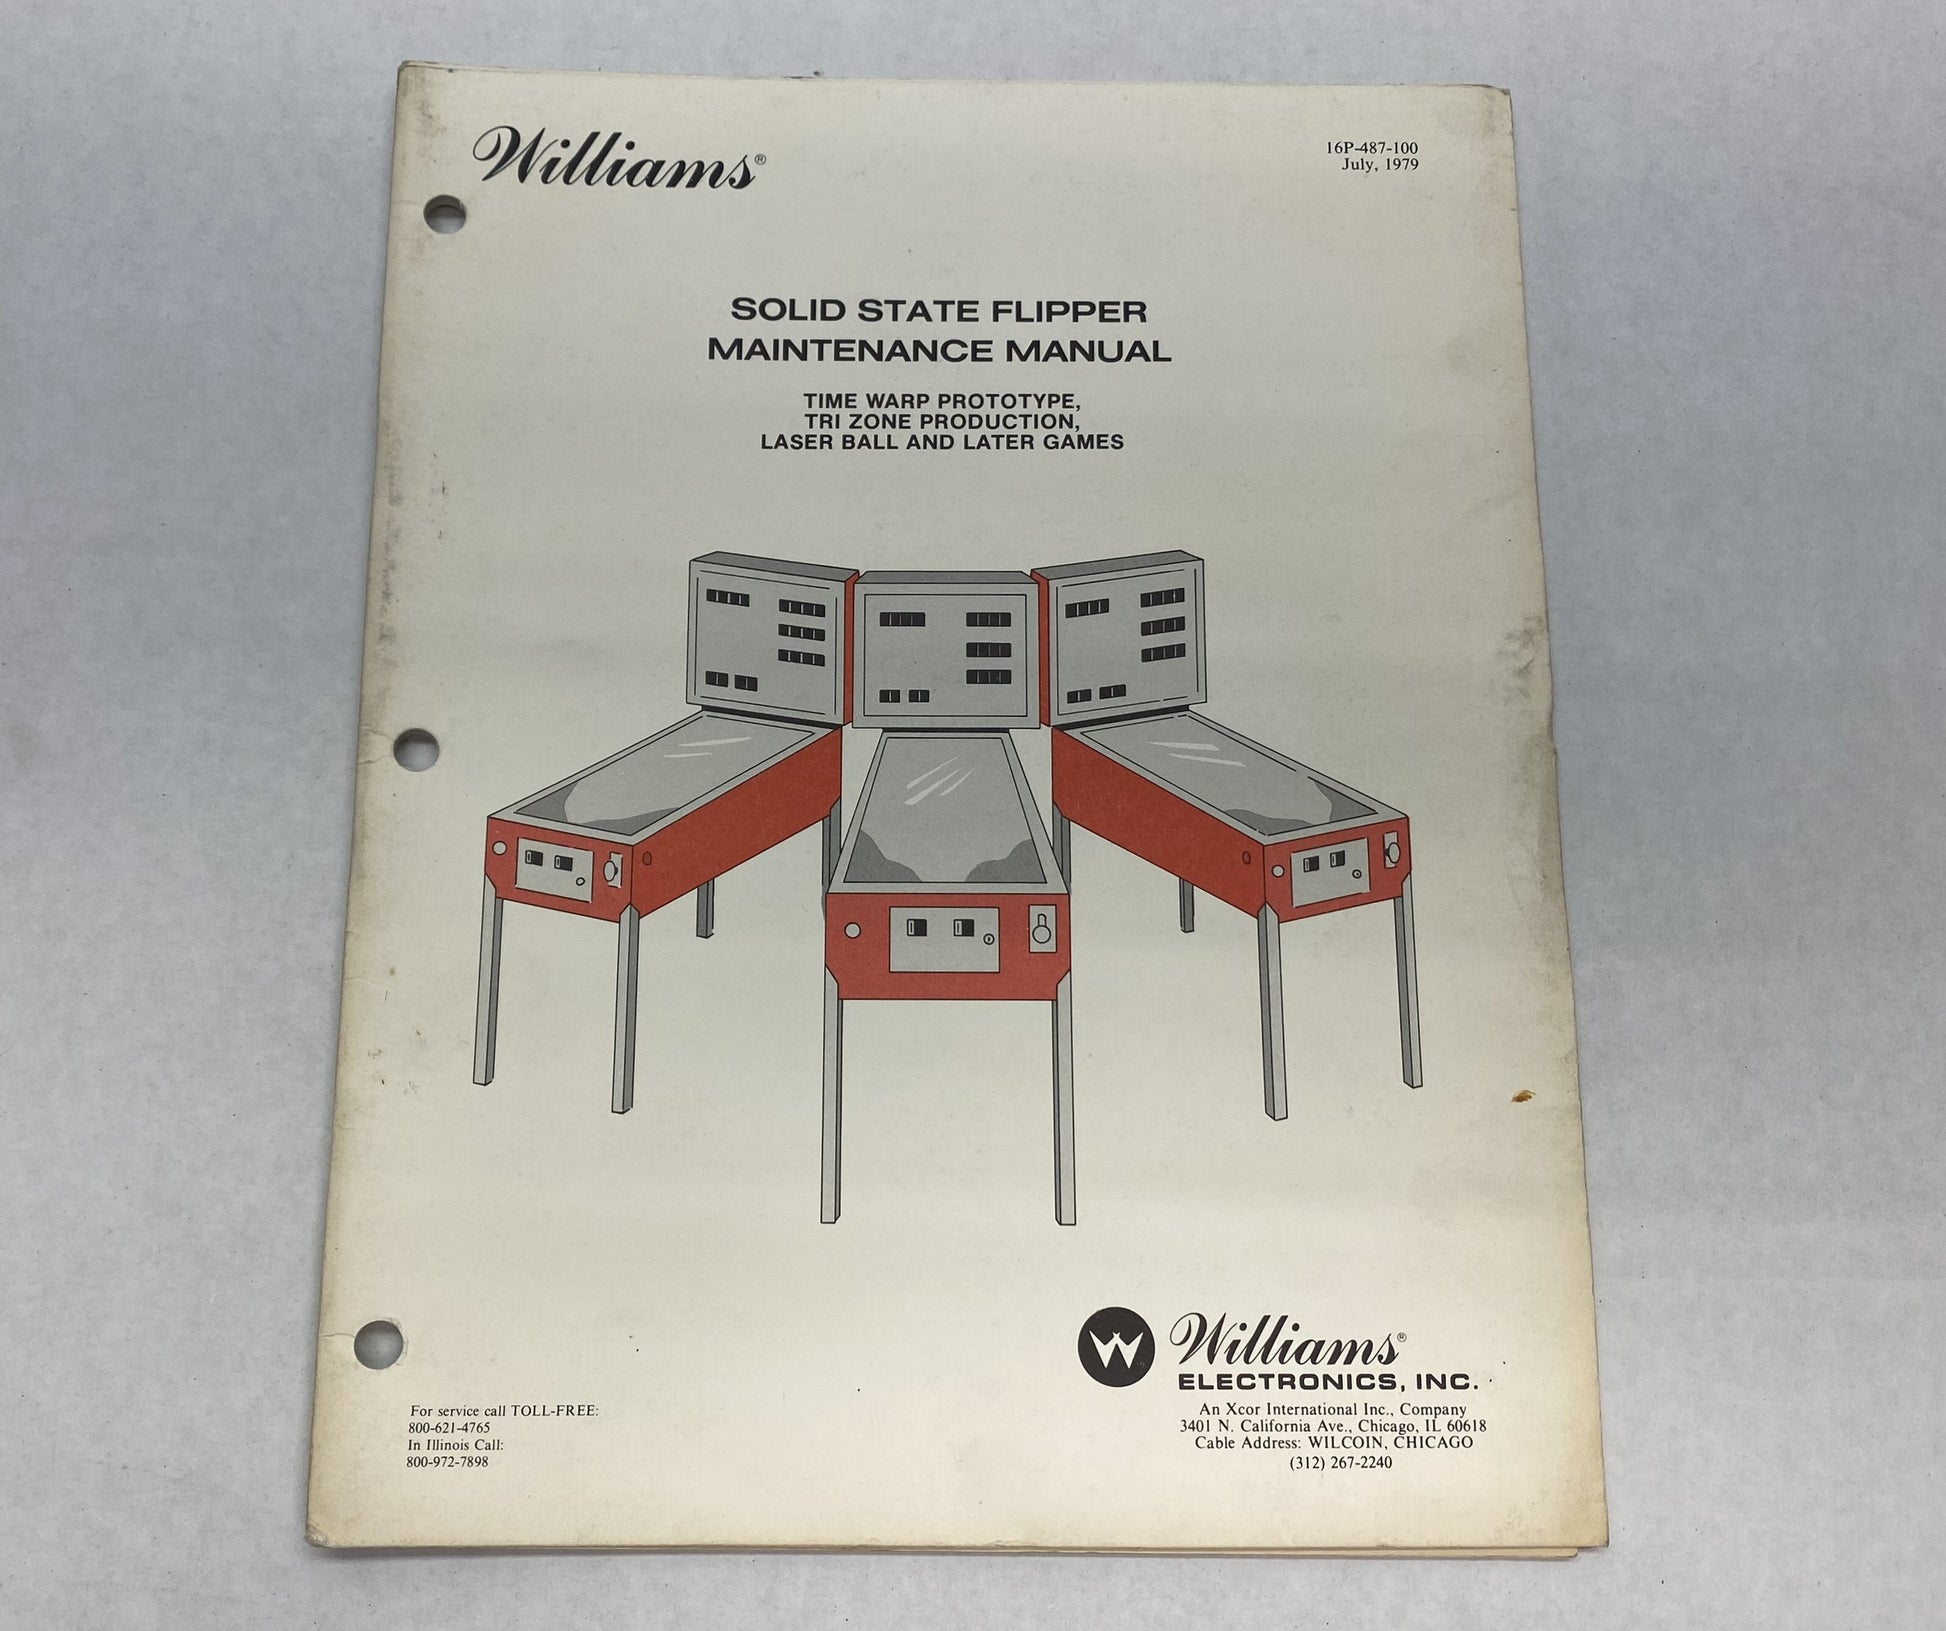 Williams®
16P-487-100
July, 1979
SOLID STATE FLIPPER
MAINTENANCE MANUAL
TIME WARP PROTOTYPE,
TRI ZONE PRODUCTION,
LASER BALL AND LATER GAMES
For service call TOLL-FREE:
800-621-4765
In Illinois Call:
800-972-7898
W Williams®
ELECTRONICS, INC.
An Xcor International Inc., Company
3401 N. California Ave., Chicago, IL 60618
Cable Address: WILCOIN, CHICAGO
(312) 267-2240